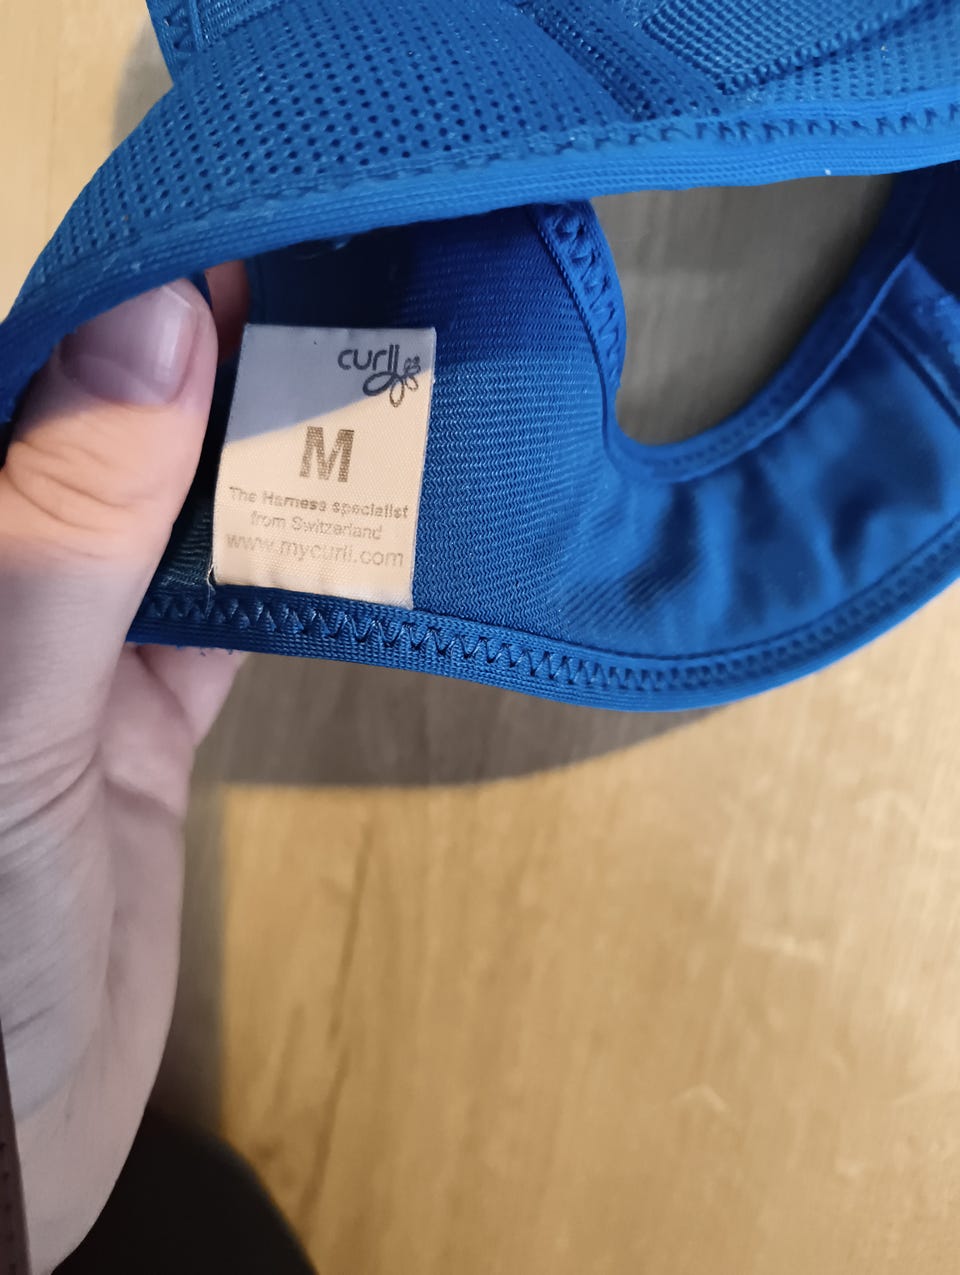 curli
M
The Harness specialist
from Switzerland
www.mycurli.com